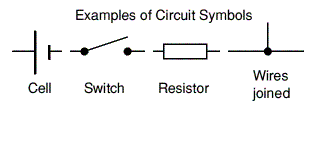 Examples of Circuit Symbols
Cell Switch Resistor Wires
joined